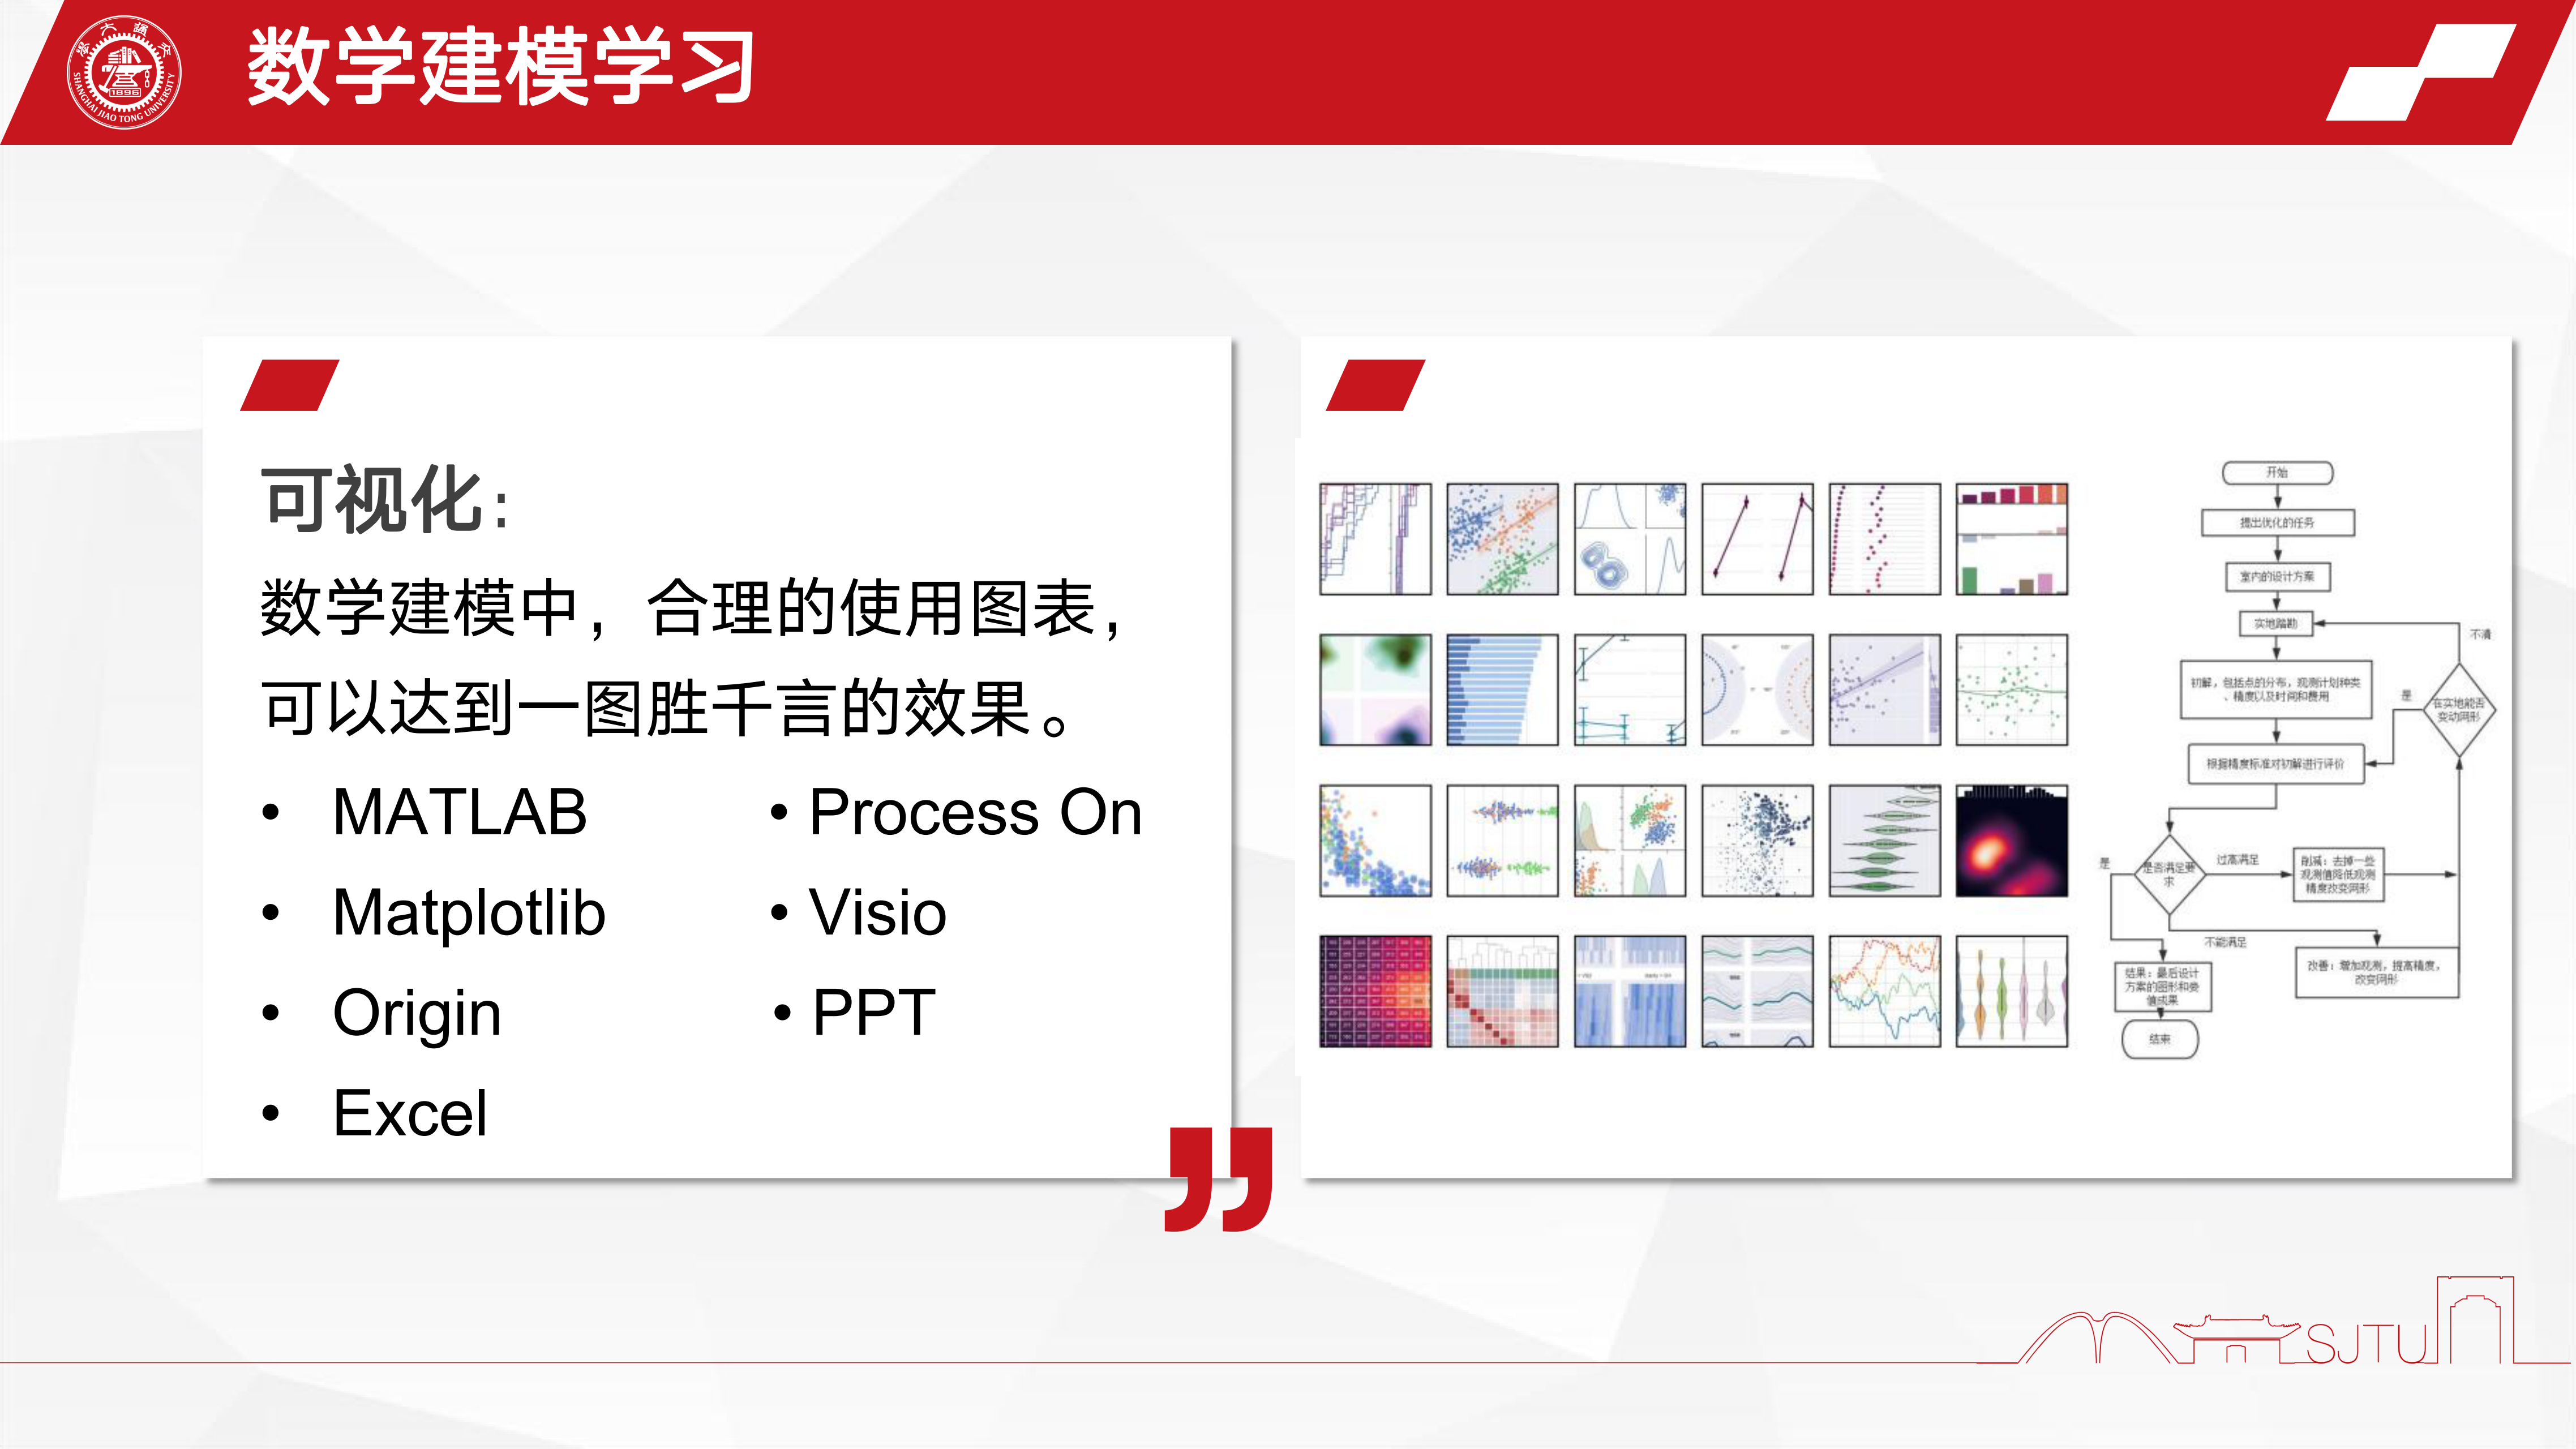 数学建模学习
SHANGHAI JIAO TONG UNIVERSITY
1896
可视化：
数学建模中，合理的使用图表，
可以达到一图胜千言的效果。
• MATLAB
• Matplotlib
• Origin
• Excel
• Process On
• Visio
• PPT
开始
提出优化的任务
室内的设计方案
实地踏勘
不清
初解，包括点的分布，观测计划种类
、精度以及时间和费用
是
在实地能否
变动网形
根据精度标准对初解进行评价
是
是否满足要
求
过高满足
削减：去掉一些
观测值降低观测
精度改变网形
不能满足
改善：增加观测，提高精度，
改变网形
结果：最后设计
方案的图形和
值成果
结束
SJTU